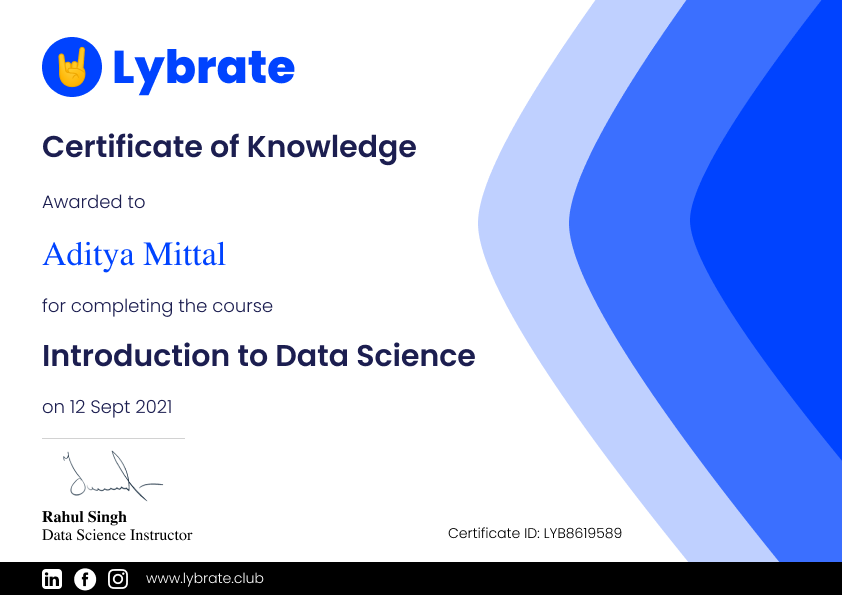 Lybrate
Certificate of Knowledge
Awarded to
Aditya Mittal
for completing the course
Introduction to Data Science
on 12 Sept 2021
Rahul Singh
Data Science Instructor
Certificate ID: LYB8619589
www.lybrate.club